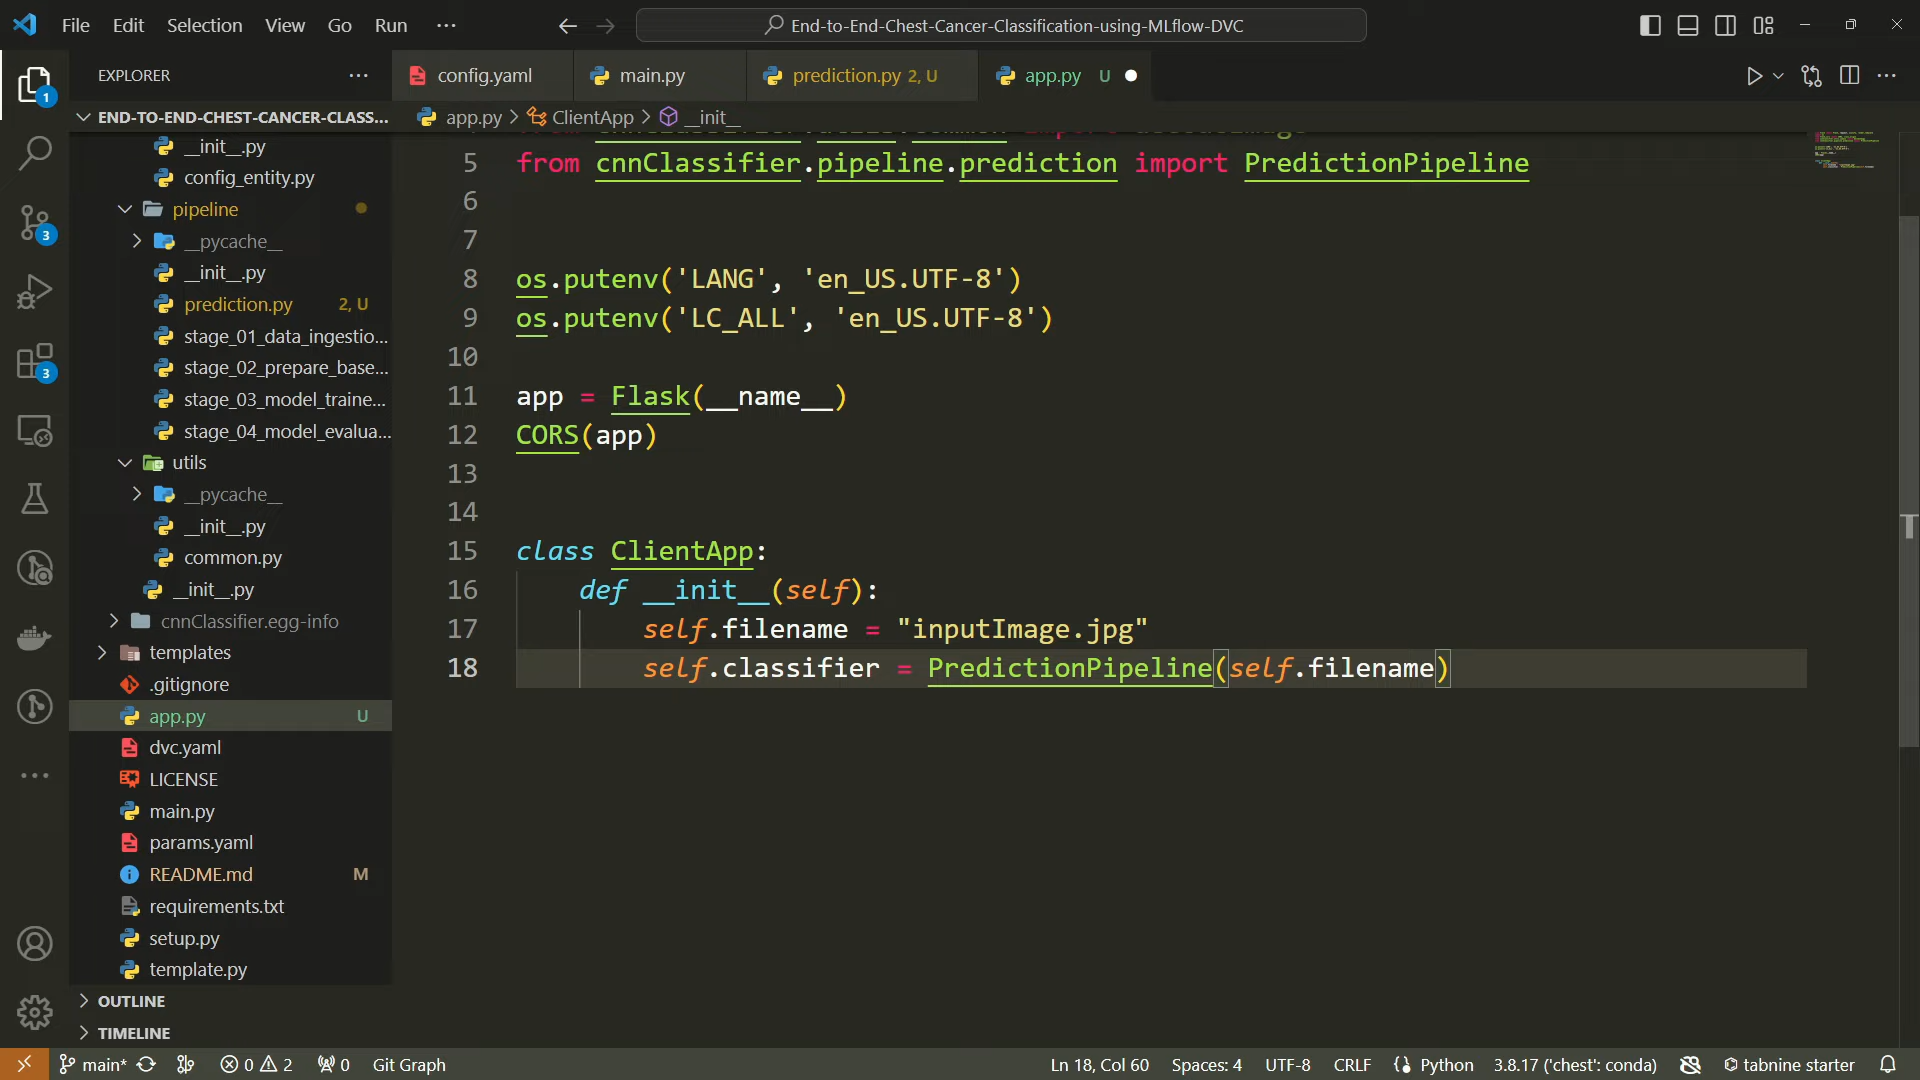 File Edit Selection View Go Run ···
End-to-End-Chest-Cancer-Classification-using-MLflow-DVC
EXPLORER ···
config.yaml
main.py
prediction.py 2, U
app.py U
END-TO-END-CHEST-CANCER-CLASS...
app.py > ClientApp > __init__
__init__.py
config_entity.py
pipeline
__pycache__
__init__.py
prediction.py 2, U
stage_01_data_ingestio...
stage_02_prepare_base...
stage_03_model_traine...
stage_04_model_evalua...
utils
__pycache__
__init__.py
common.py
__init__.py
cnnClassifier.egg-info
templates
.gitignore
app.py U
dvc.yaml
LICENSE
main.py
params.yaml
README.md M
requirements.txt
setup.py
template.py
OUTLINE
TIMELINE
1
3
3
5 from cnnClassifier.pipeline.prediction import PredictionPipeline
6
7
8 os.putenv('LANG', 'en_US.UTF-8')
9 os.putenv('LC_ALL', 'en_US.UTF-8')
10
11 app = Flask(__name__)
12 CORS(app)
13
14
15 class ClientApp:
16 def __init__(self):
17 self.filename = "inputImage.jpg"
18 self.classifier = PredictionPipeline(self.filename)
main* 0 2 0 Git Graph
Ln 18, Col 60 Spaces: 4 UTF-8 CRLF Python 3.8.17 ('chest': conda) tabnine starter